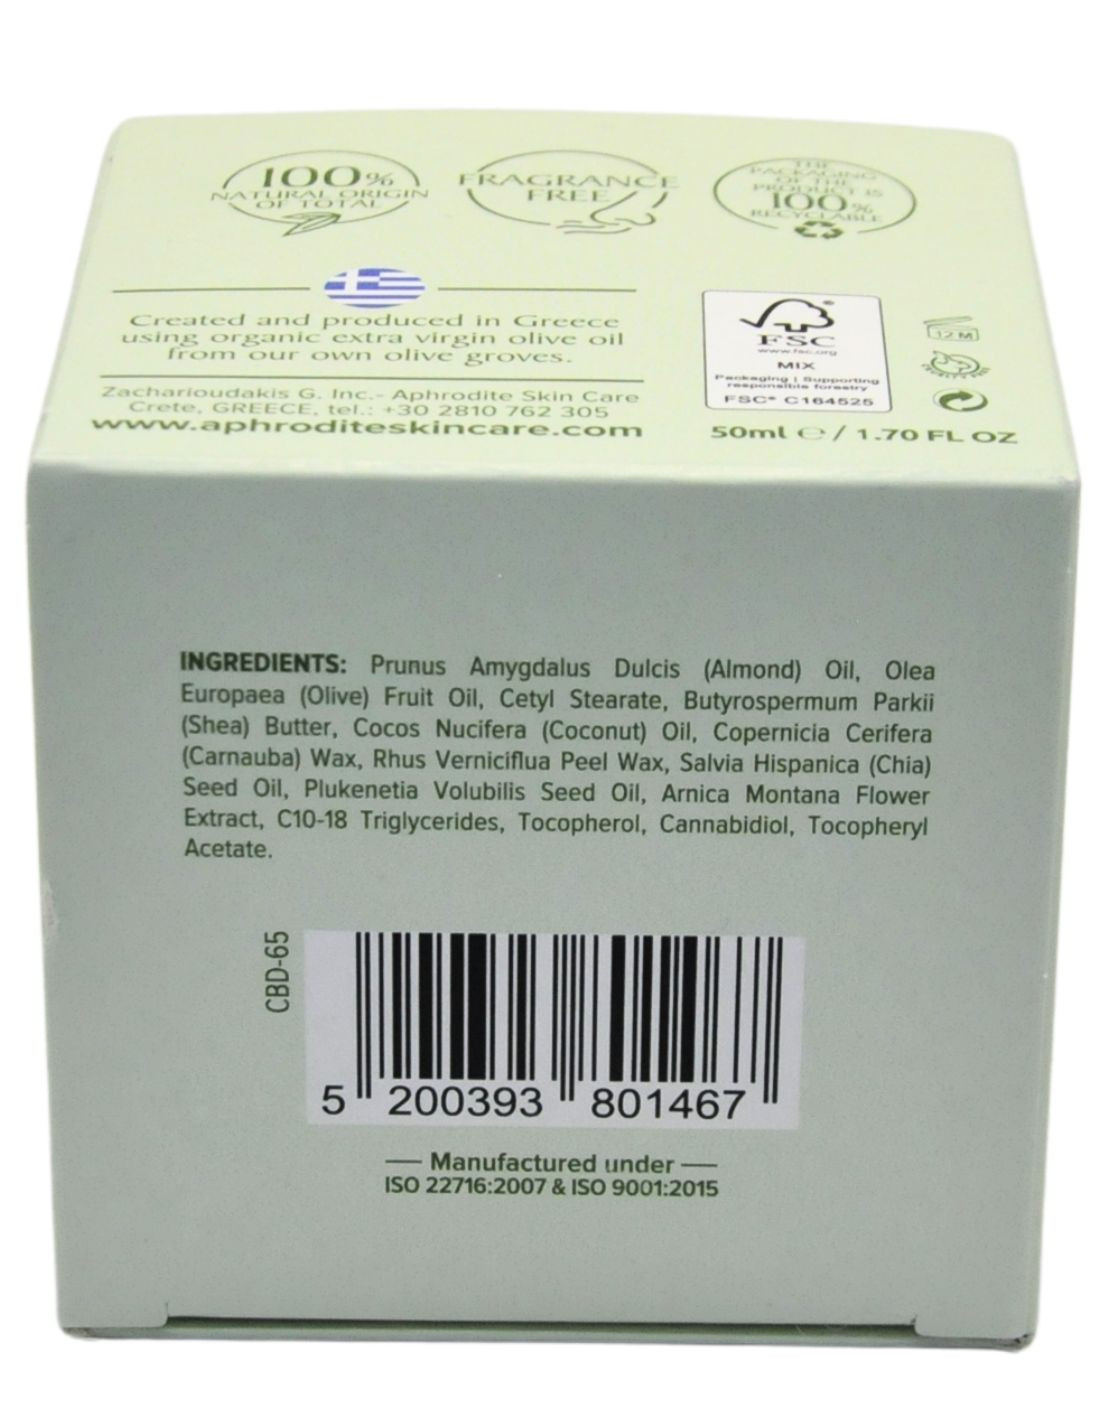 100%
NATURAL ORIGIN
OF TOTAL
FRAGRANCE
FREE
THE
PACKAGING
OF THE
PRODUCT IS
100%
RECYCLABLE
Created and produced in Greece
using organic extra virgin olive oil
from our own olive groves.
Zacharioudakis G. Inc.- Aphrodite Skin Care
Crete, GREECE, tel.: +30 2810 762 305
www.aphroditeskincare.com
FSC
www.fsc.org
MIX
Packaging | Supporting
responsible forestry
FSC® C164525
12 M
CRUELTY FREE
50ml ℮ / 1.70 FL OZ
INGREDIENTS: Prunus Amygdalus Dulcis (Almond) Oil, Olea
Europaea (Olive) Fruit Oil, Cetyl Stearate, Butyrospermum Parkii
(Shea) Butter, Cocos Nucifera (Coconut) Oil, Copernicia Cerifera
(Carnauba) Wax, Rhus Verniciflua Peel Wax, Salvia Hispanica (Chia)
Seed Oil, Plukenetia Volubilis Seed Oil, Arnica Montana Flower
Extract, C10-18 Triglycerides, Tocopherol, Cannabidiol, Tocopheryl
Acetate.
CBD-65
5 200393 801467
Manufactured under
ISO 22716:2007 & ISO 9001:2015